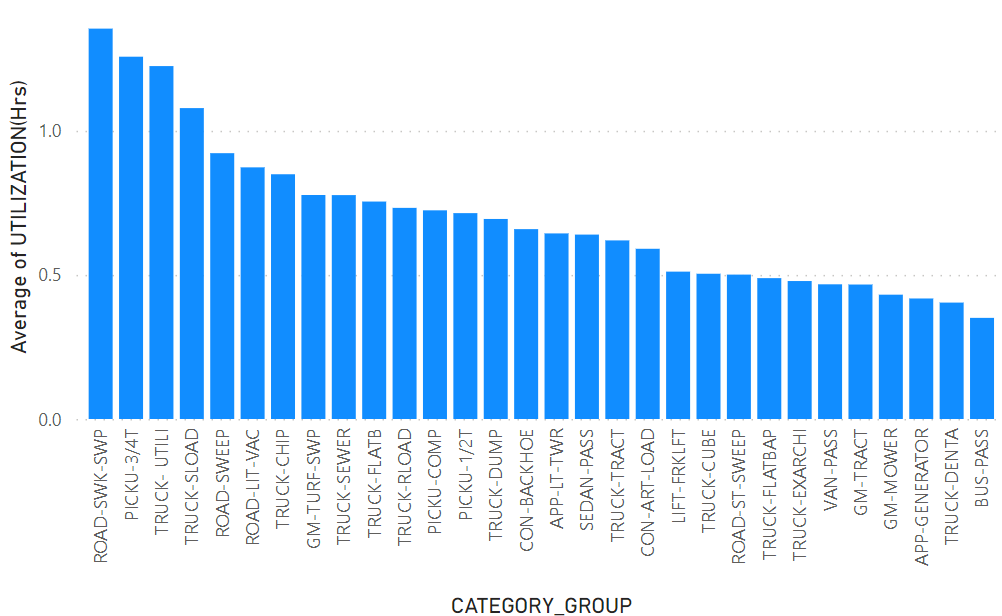 Average of UTILIZATION(Hrs)
1.0
0.5
0.0
ROAD-SWK-SWP
PICKU-3/4T
TRUCK- UTILI
TRUCK-SLOAD
ROAD-SWEEP
ROAD-LIT-VAC
TRUCK-CHIP
GM-TURF-SWP
TRUCK-SEWER
TRUCK-FLATB
TRUCK-RLOAD
PICKU-COMP
PICKU-1/2T
TRUCK-DUMP
CON-BACKHOE
APP-LT-TWR
SEDAN-PASS
TRUCK-TRACT
CON-ART-LOAD
LIFT-FRKLFT
TRUCK-CUBE
ROAD-ST-SWEEP
TRUCK-FLATBAP
TRUCK-EXARCHI
VAN-PASS
GM-TRACT
GM-MOWER
APP-GENERATOR
TRUCK-DENTA
BUS-PASS
CATEGORY_GROUP